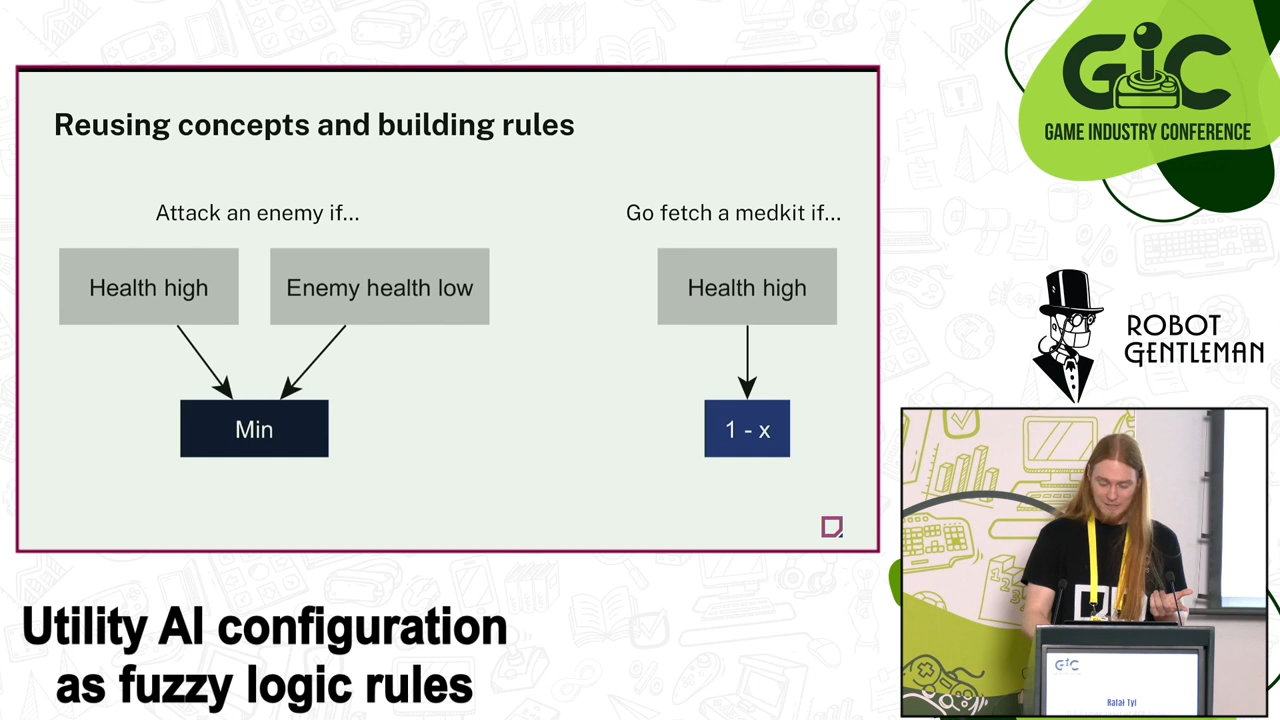 Reusing concepts and building rules
Attack an enemy if...
Go fetch a medkit if...
Health high
Enemy health low
Health high
Min
1 - x
GIC
GAME INDUSTRY CONFERENCE
ROBOT
GENTLEMAN
GIC
Rafał Tyl
Utility AI configuration
as fuzzy logic rules